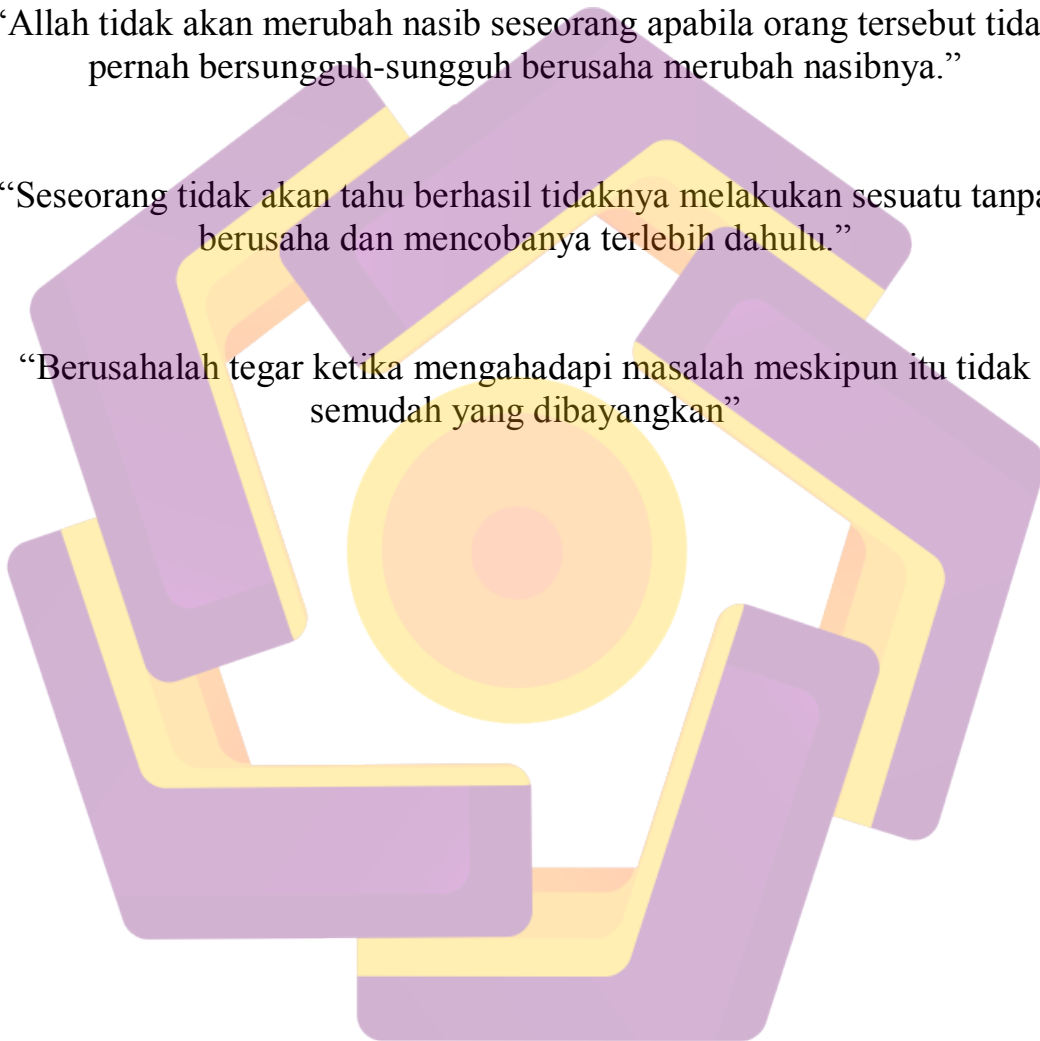 “Allah tidak akan merubah nasib seseorang apabila orang tersebut tida
pernah bersungguh-sungguh berusaha merubah nasibnya.”
“Seseorang tidak akan tahu berhasil tidaknya melakukan sesuatu tanpa
berusaha dan mencobanya terlebih dahulu.”
“Berusahalah tegar ketika mengahadapi masalah meskipun itu tidak
semudah yang dibayangkan”